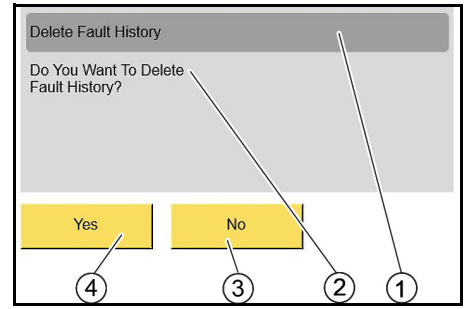 Delete Fault History
Do You Want To Delete
Fault History?
Yes
No
4
3
2
1